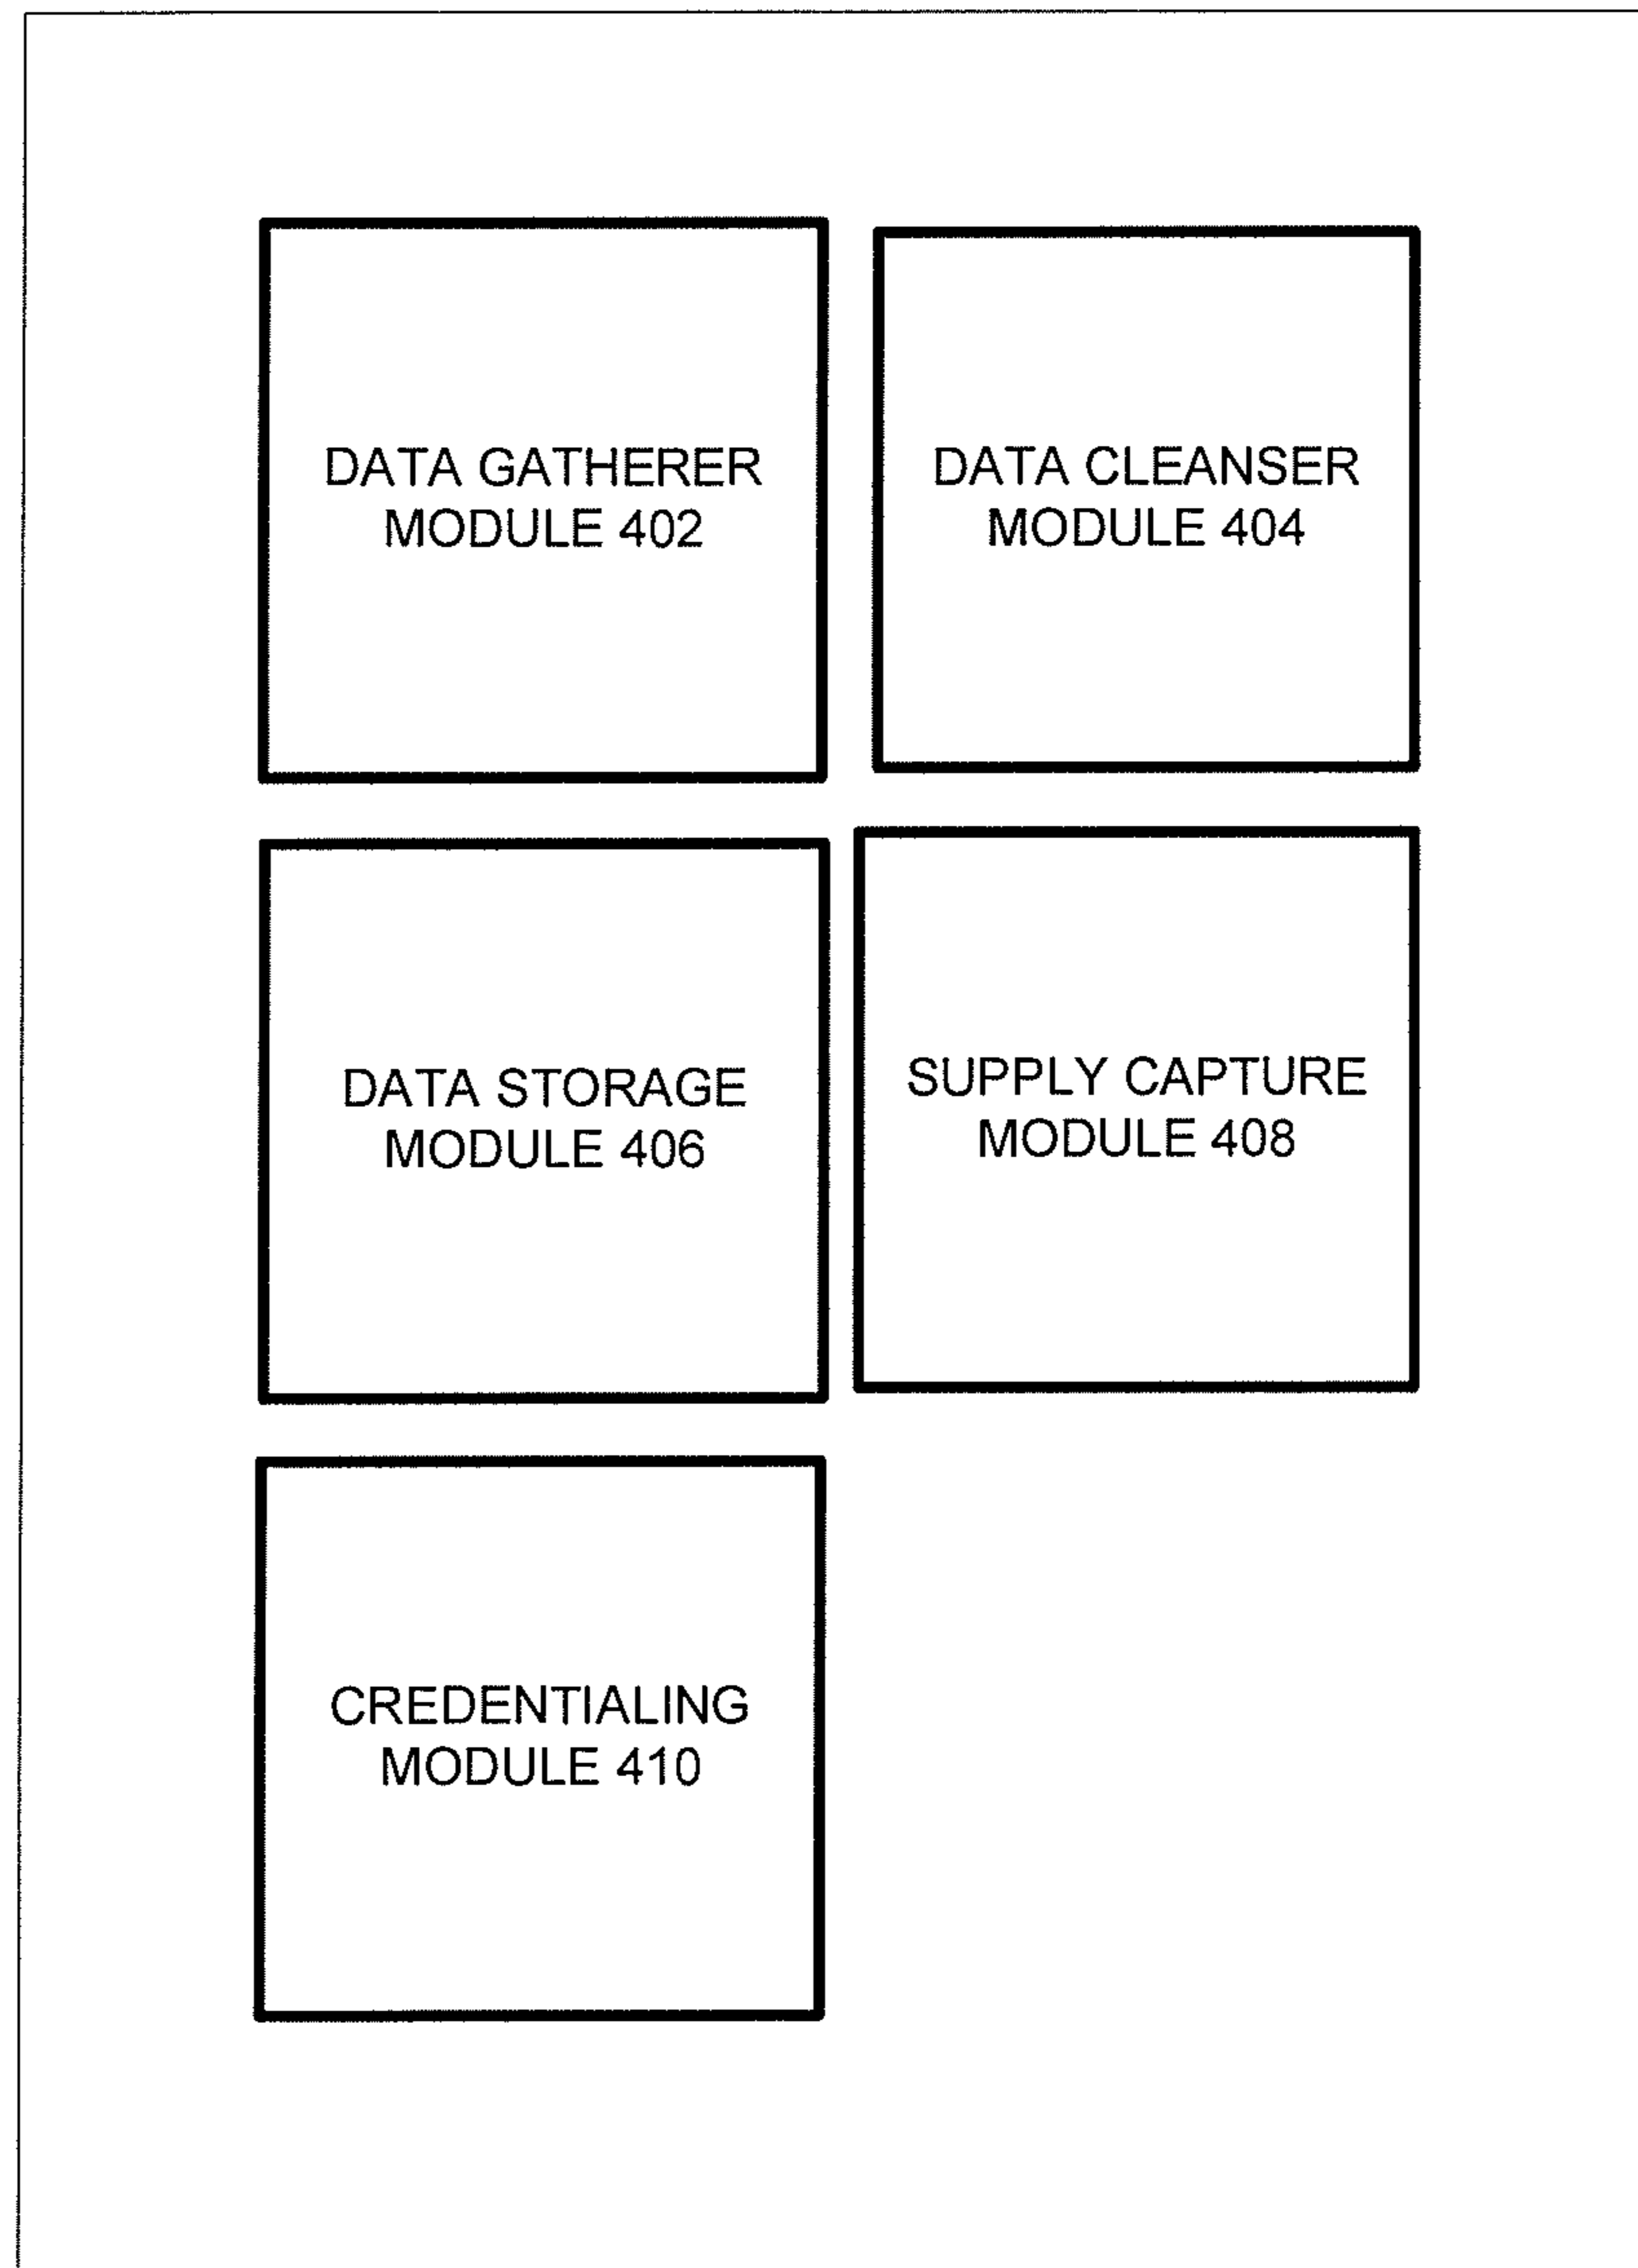 DATA GATHERER
MODULE 402
DATA CLEANSER
MODULE 404
DATA STORAGE
MODULE 406
SUPPLY CAPTURE
MODULE 408
CREDENTIALING
MODULE 410